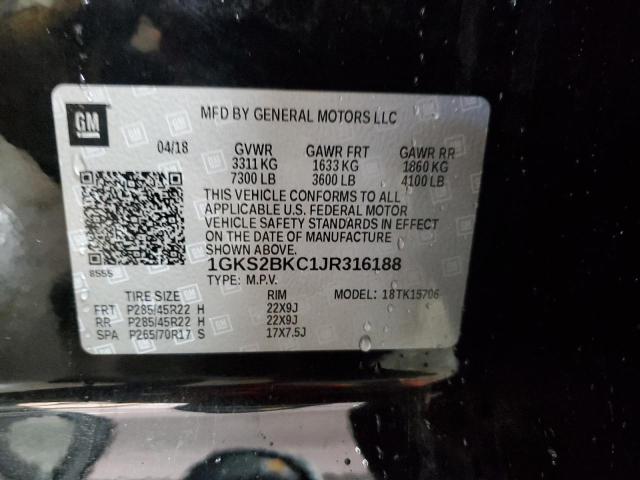 GM
MFD BY GENERAL MOTORS LLC
04/18 GVWR GAWR FRT GAWR RR
3311 KG 1633 KG 1860 KG
7300 LB 3600 LB 4100 LB
THIS VEHICLE CONFORMS TO ALL
APPLICABLE U.S. FEDERAL MOTOR
VEHICLE SAFETY STANDARDS IN EFFECT
ON THE DATE OF MANUFACTURE
SHOWN ABOVE.
8555
1GKS2BKC1JR316188
TYPE: M.P.V.
TIRE SIZE RIM MODEL: 18TK15706
FRT P285/45R22 H 22X9J
RR P285/45R22 H 22X9J
SPA P265/70R17 S 17X7.5J